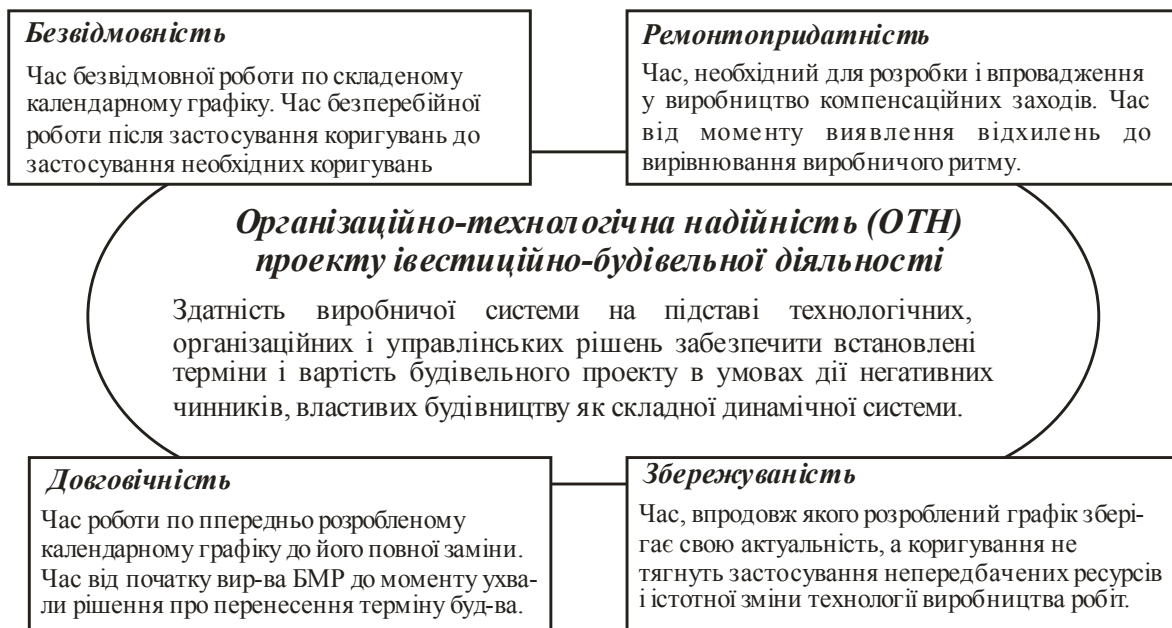 Безвідмовність
Час безвідмовної роботи по складеному
календарному графіку. Час безперебійної
роботи після застосування коригувань до
застосування необхідних коригувань
Ремонтопридатність
Час, необхідний для розробки і впровадження
у виробництво компенсаційних заходів. Час
від моменту виявлення відхилень до
вирівнювання виробничого ритму.
Організаційно-технологічна надійність (ОТН)
проекту івестиційно-будівельної діяльності
Здатність виробничої системи на підставі технологічних,
організаційних і управлінських рішень забезпечити встановлені
терміни і вартість будівельного проекту в умовах дії негативних
чинників, властивих будівництву як складної динамічної системи.
Довговічність
Час роботи по ппередньо розробленому
календарному графіку до його повної заміни.
Час від початку вир-ва БМР до моменту ухва-
ли рішення про перенесення терміну буд-ва.
Збережуваність
Час, впродовж якого розроблений графік збері-
гає свою актуальність, а коригування не
тягнуть застосування непередбачених ресурсів
і істотної зміни технології виробництва робіт.